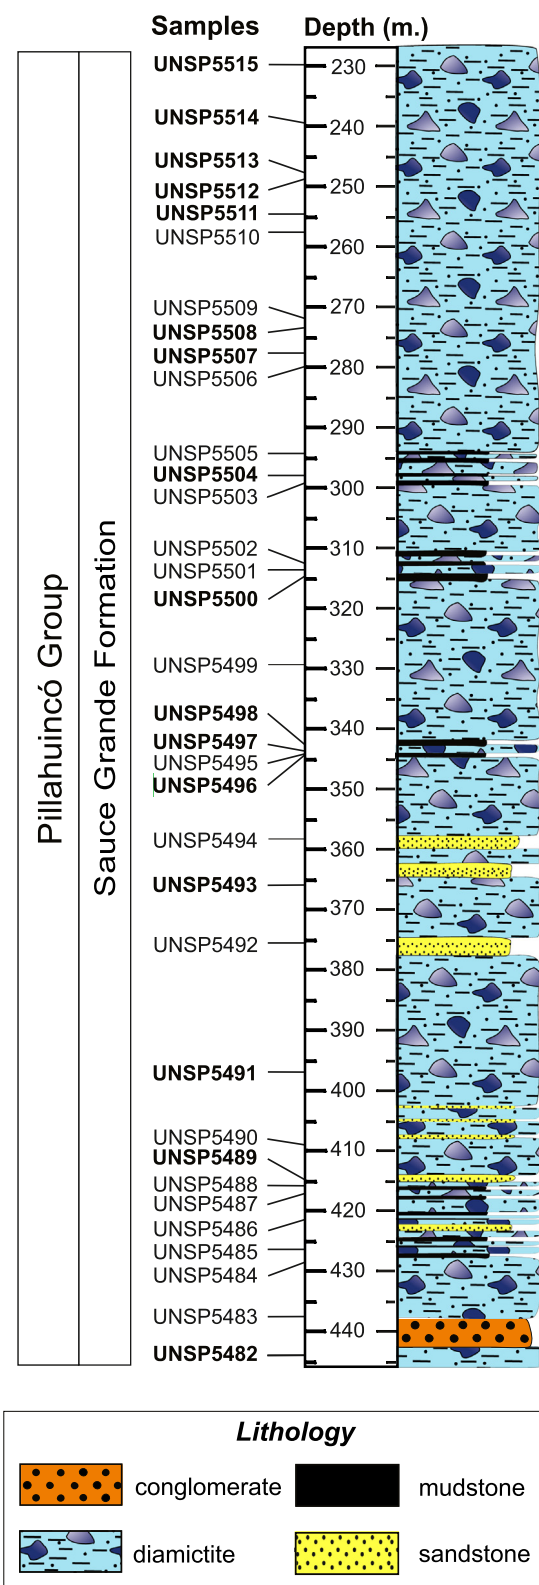 Samples Depth (m.)
UNSP5515
230
UNSP5514
240
UNSP5513
UNSP5512
250
UNSP5511
UNSP5510
260
UNSP5509
270
UNSP5508
UNSP5507
UNSP5506
280
290
UNSP5505
UNSP5504
UNSP5503
300
UNSP5502
310
UNSP5501
UNSP5500
320
UNSP5499
330
UNSP5498
340
UNSP5497
UNSP5495
UNSP5496
350
UNSP5494
360
UNSP5493
370
UNSP5492
380
390
UNSP5491
400
UNSP5490
410
UNSP5489
UNSP5488
UNSP5487
420
UNSP5486
UNSP5485
UNSP5484
430
UNSP5483
440
UNSP5482
Pillahuincó Group
Sauce Grande Formation
Lithology
conglomerate
mudstone
diamictite
sandstone